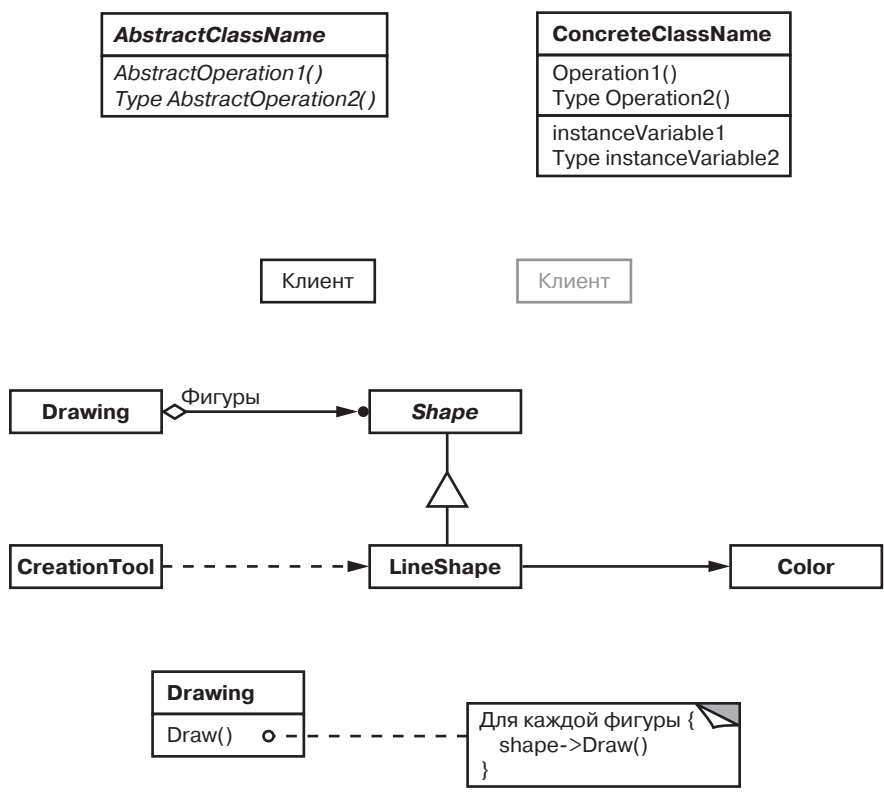 AbstractClassName
AbstractOperation1()
Type AbstractOperation2()
ConcreteClassName
Operation1()
Type Operation2()
instanceVariable1
Type instanceVariable2
Клиент
Клиент
Drawing
Фигуры
Shape
CreationTool
LineShape
Color
Drawing
Draw()
Для каждой фигуры {
shape->Draw()
}